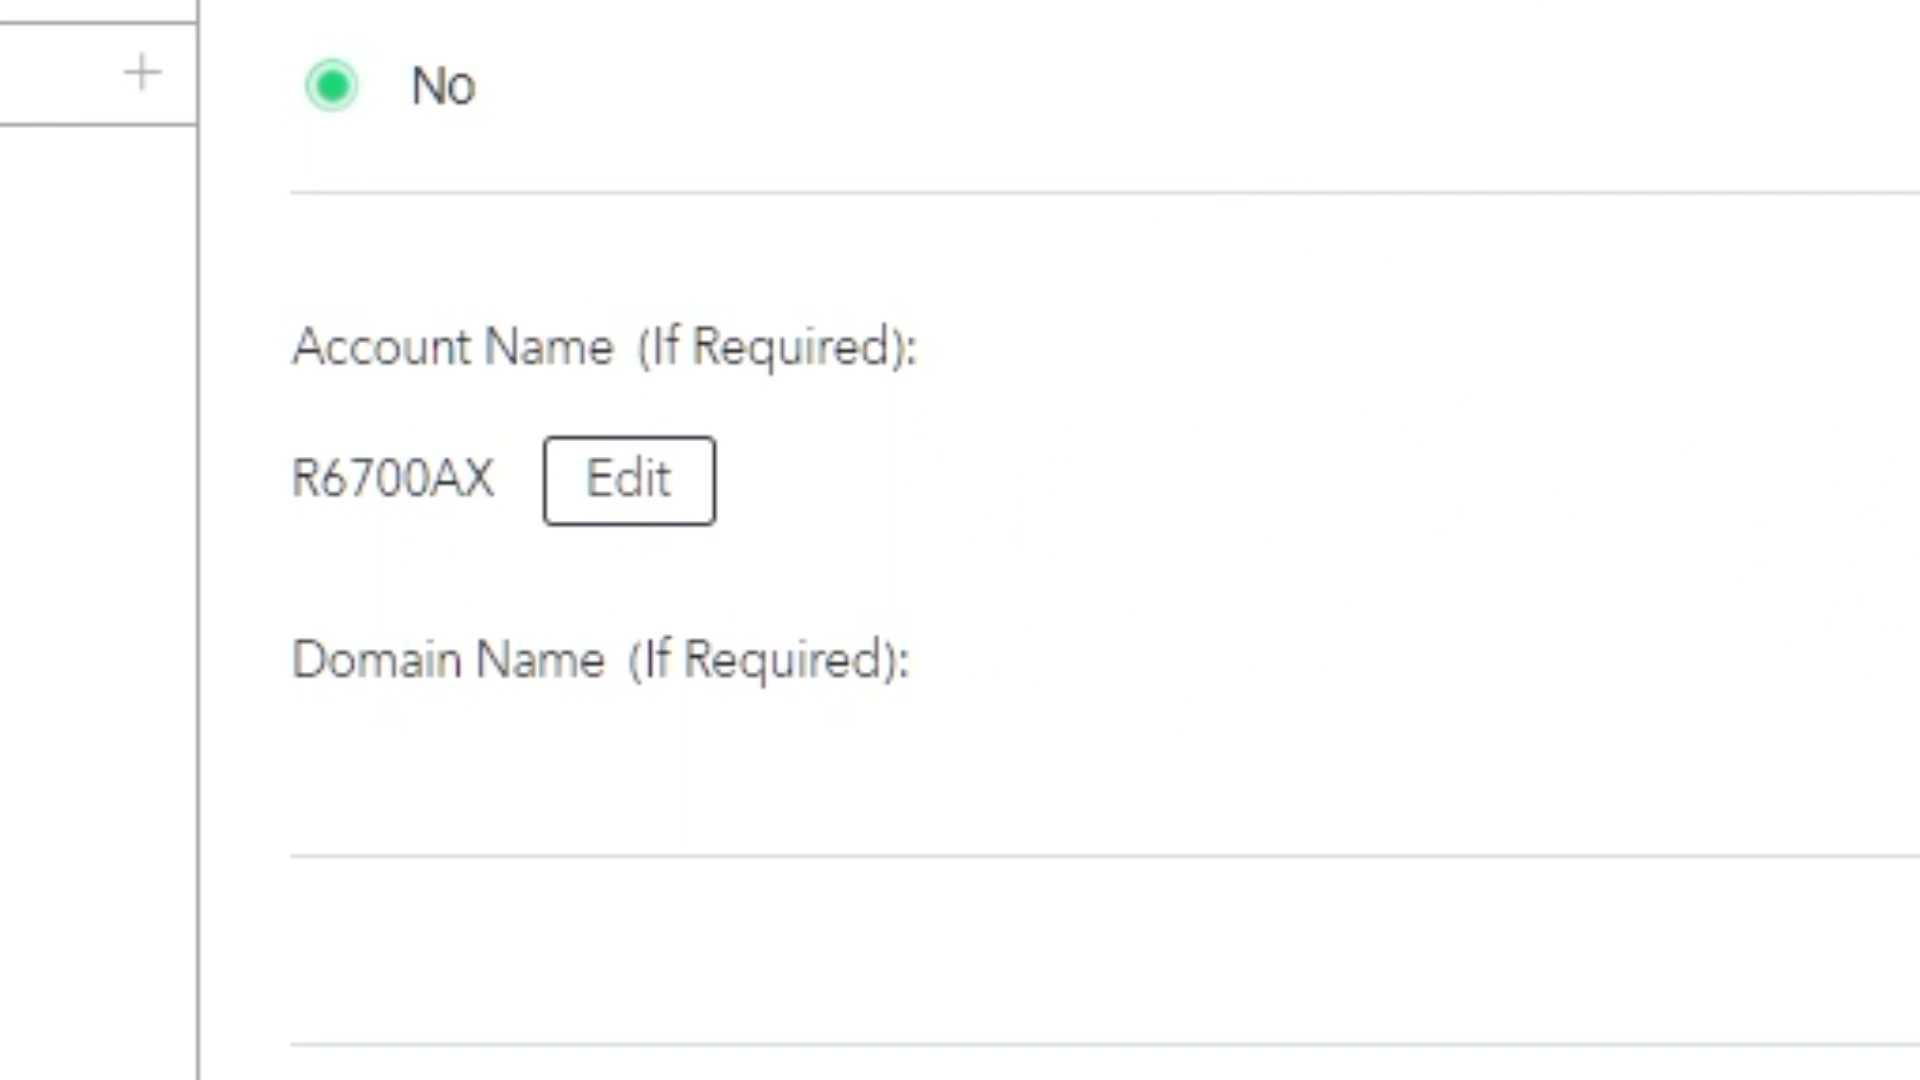 No
Account Name (If Required):
R6700AX Edit
Domain Name (If Required):